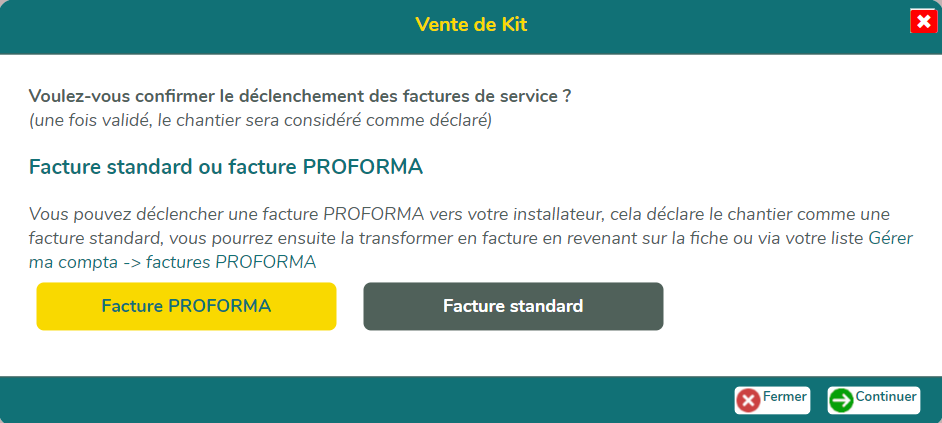 Vente de Kit
Voulez-vous confirmer le déclenchement des factures de service ?
(une fois validé, le chantier sera considéré comme déclaré)
Facture standard ou facture PROFORMA
Vous pouvez déclencher une facture PROFORMA vers votre installateur, cela déclare le chantier comme une
facture standard, vous pourrez ensuite la transformer en facture en revenant sur la fiche ou via votre liste Gérer
ma compta -> factures PROFORMA
Facture PROFORMA
Facture standard
Fermer
Continuer